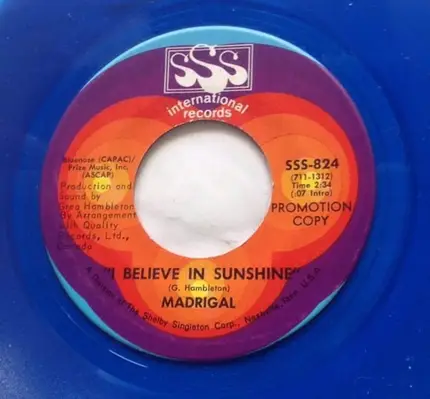 SSS
international
records
Bluenose (CAPAC)/
Prize Music, Inc.
(ASCAP)
Production and
sound by
Greg Hambleton
By Arrangement
with Quality
Records, Ltd.,
Canada
SSS-824
(711-1312)
Time 2:34
(:07 Intro)
PROMOTION
COPY
"I BELIEVE IN SUNSHINE"
(G. Hambleton)
MADRIGAL
A Division of The Shelby Singleton Corp., Nashville, Tenn. U.S.A.